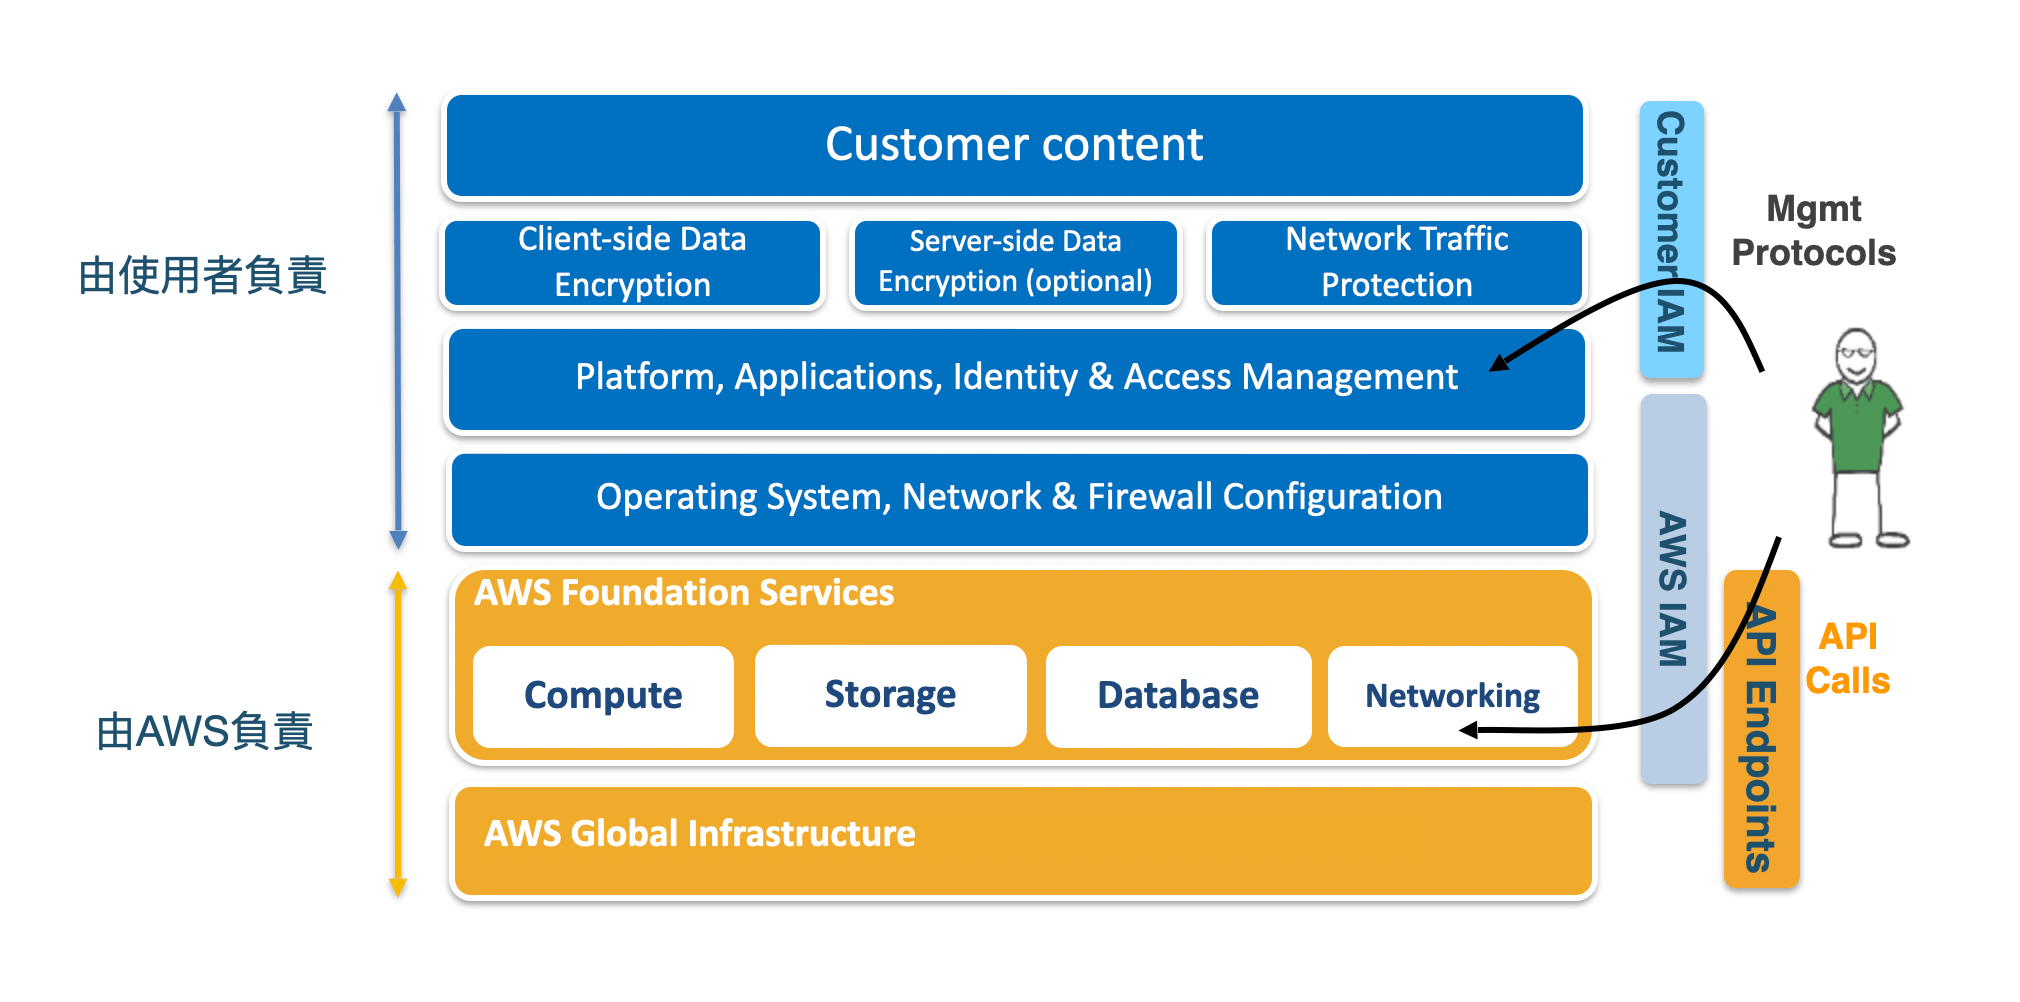 Customer content
Client-side Data
Encryption
Server-side Data
Encryption (optional)
Network Traffic
Protection
由使用者負責
Platform, Applications, Identity & Access Management
Operating System, Network & Firewall Configuration
Customer IAM
Mgmt
Protocols
AWS Foundation Services
Compute
Storage
Database
Networking
由AWS負責
AWS Global Infrastructure
AWS IAM
API Endpoints
API
Calls